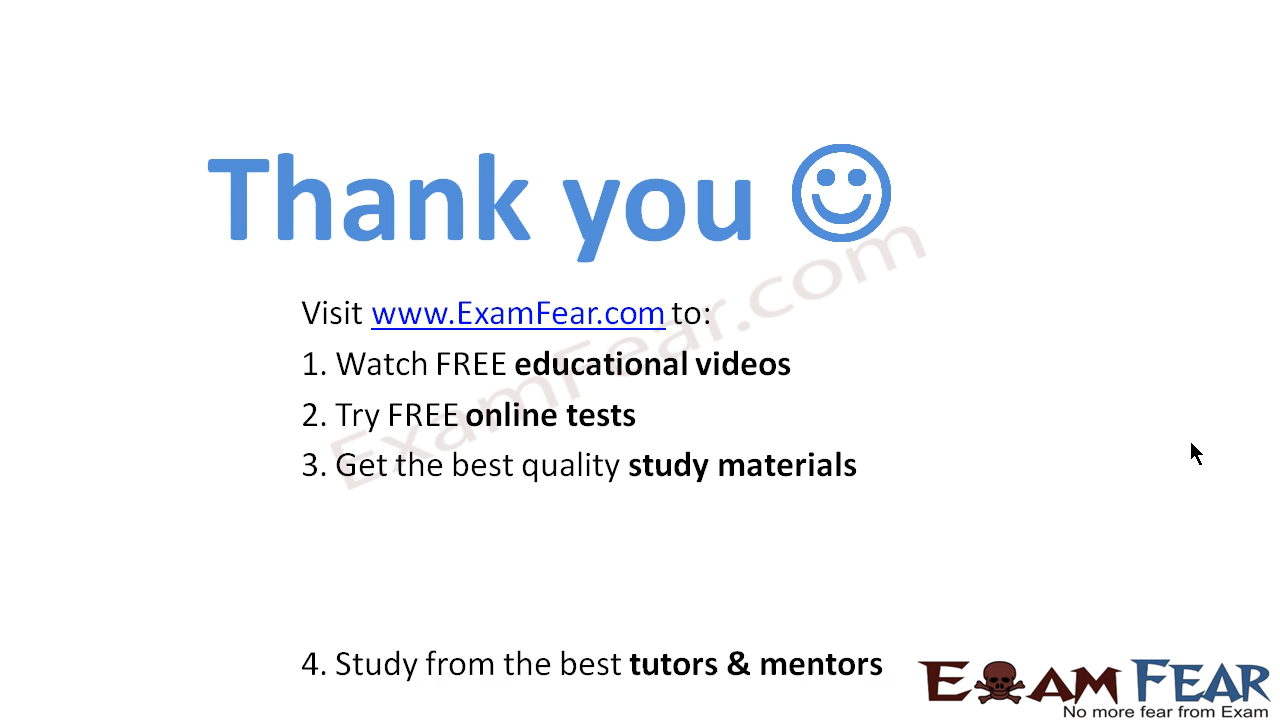 Thank you
Visit www.ExamFear.com to:
1. Watch FREE educational videos
2. Try FREE online tests
3. Get the best quality study materials
ExamFear.com
4. Study from the best tutors & mentors
EXAM FEAR
No more fear from Exam